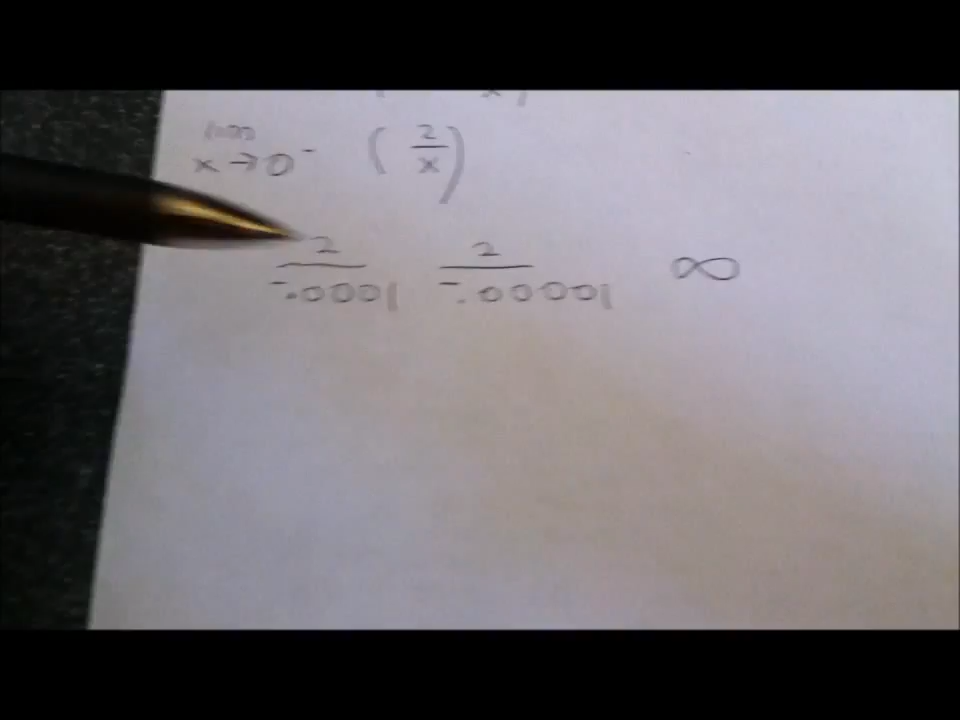 lim
x→0⁻ (2/x)
2/-.0001 2/-.00001 ∞